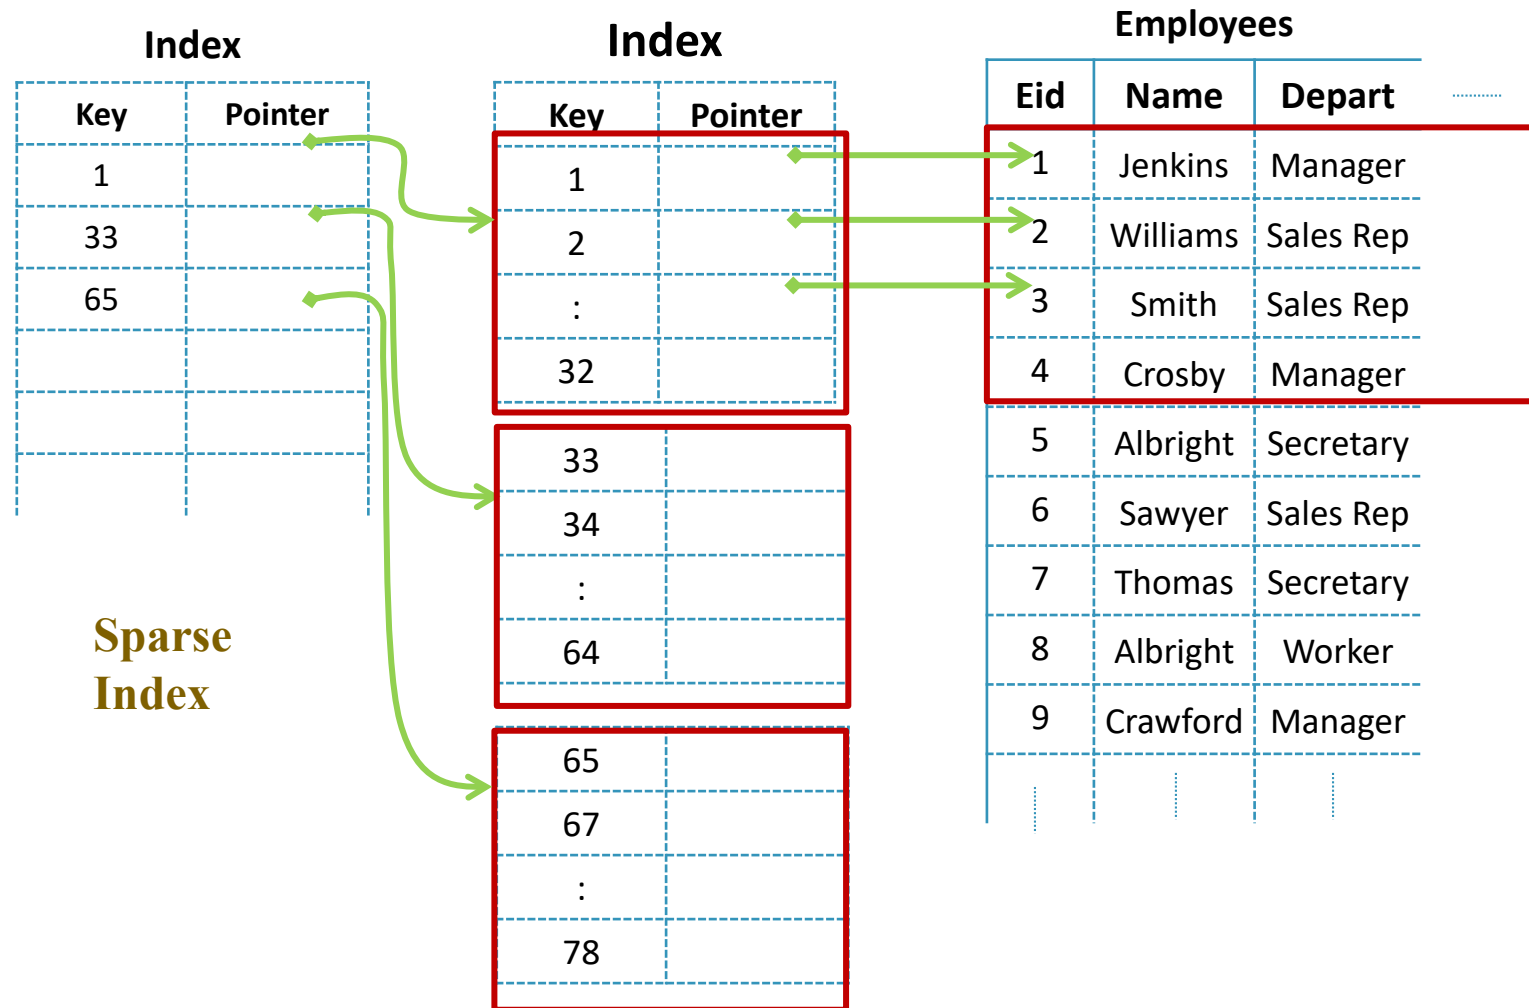 Index
Key Pointer
1
33
65
Sparse
Index
Index
Key Pointer
1
2
:
32
33
34
:
64
65
67
:
78
Employees
Eid Name Depart
1 Jenkins Manager
2 Williams Sales Rep
3 Smith Sales Rep
4 Crosby Manager
5 Albright Secretary
6 Sawyer Sales Rep
7 Thomas Secretary
8 Albright Worker
9 Crawford Manager